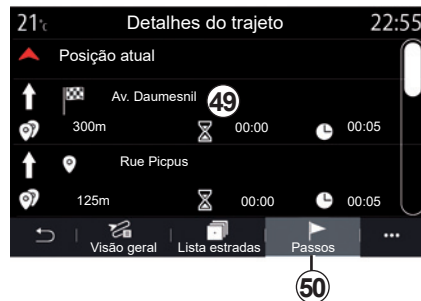 21°c Detalhes do trajeto 22:55
Posição atual
Av. Daumesnil 49
300m 00:00 00:05
Rue Picpus
125m 00:00 00:05
Visão geral Lista estradas Passos ...
50